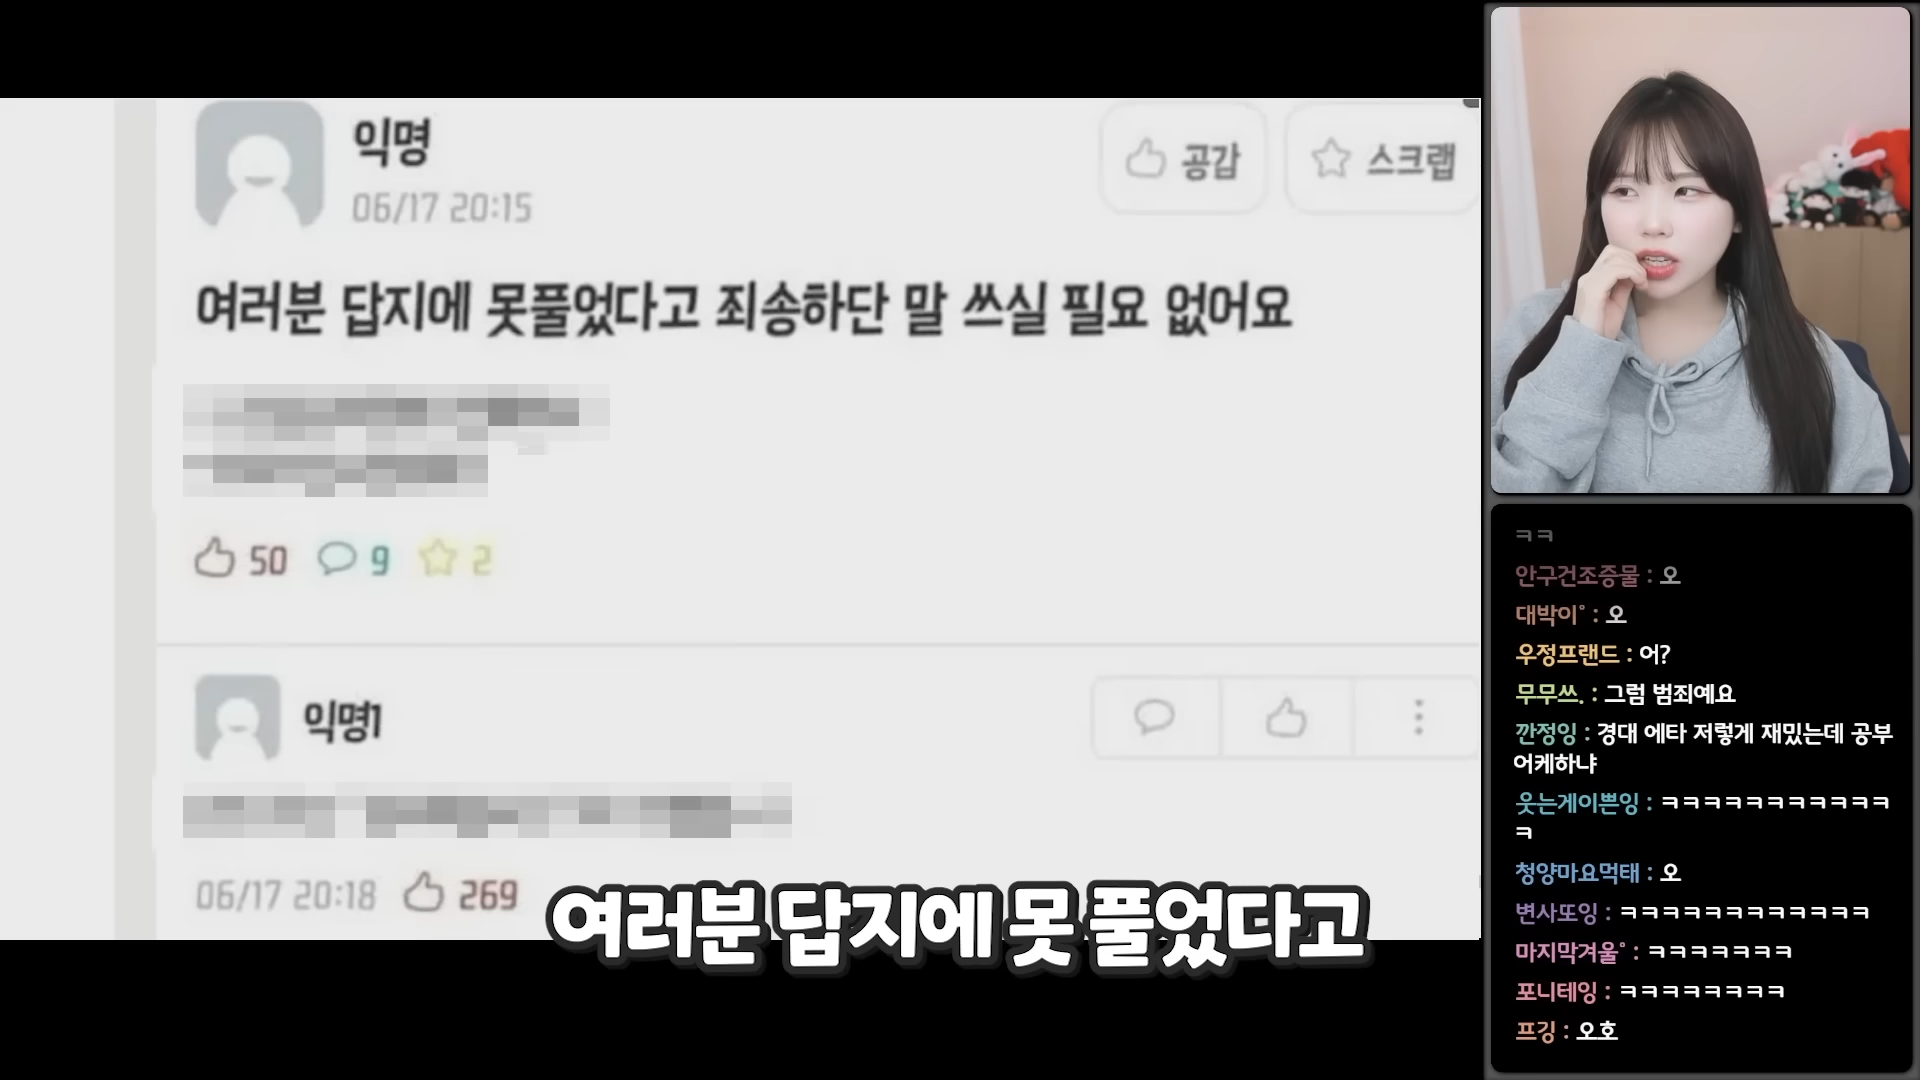 익명
06/17 20:15
공감
스크랩
여러분 답지에 못풀었다고 죄송하단 말 쓰실 필요 없어요
50 9 2
익명1
06/17 20:18 269
여러분 답지에 못 풀었다고
ㅋㅋ
안구건조증물 : 오
대박이° : 오
우정프랜드 : 어?
무무쓰. : 그럼 범죄예요
깐정잉 : 경대 에타 저렇게 재밌는데 공부
어케하냐
웃는게이쁜잉 : ㅋㅋㅋㅋㅋㅋㅋㅋㅋㅋㅋ
ㅋ
청양마요먹태 : 오
변사또잉 : ㅋㅋㅋㅋㅋㅋㅋㅋㅋㅋㅋㅋ
마지막겨울° : ㅋㅋㅋㅋㅋㅋㅋ
포니테잉 : ㅋㅋㅋㅋㅋㅋㅋㅋ
프깅 : 오호